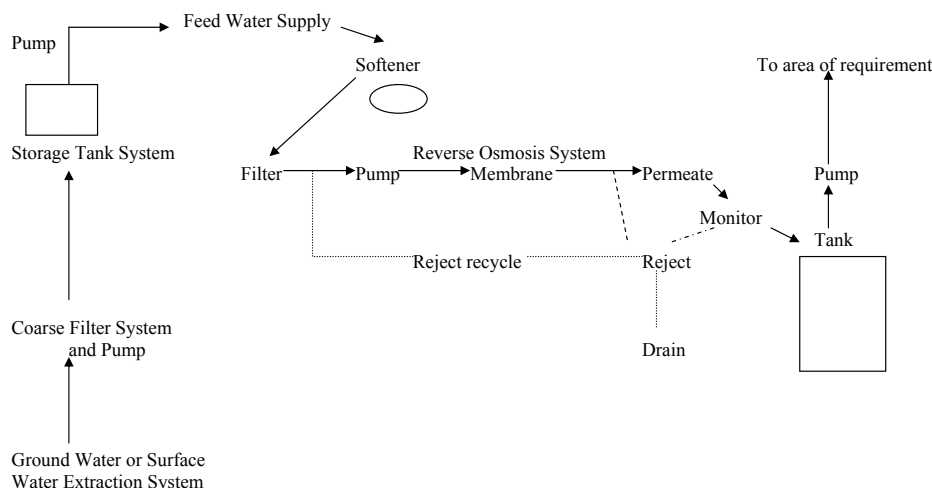 Feed Water Supply
Pump
Softener
To area of requirement
Storage Tank System
Reverse Osmosis System
Filter
Pump
Membrane
Permeate
Pump
Monitor
Tank
Reject recycle
Reject
Coarse Filter System
and Pump
Drain
Ground Water or Surface
Water Extraction System